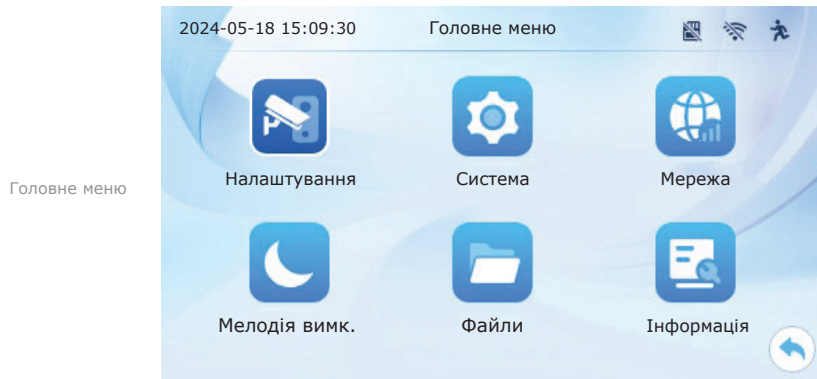 2024-05-18 15:09:30 Головне меню
Налаштування Система Мережа
Головне меню
Мелодія вимк. Файли Інформація